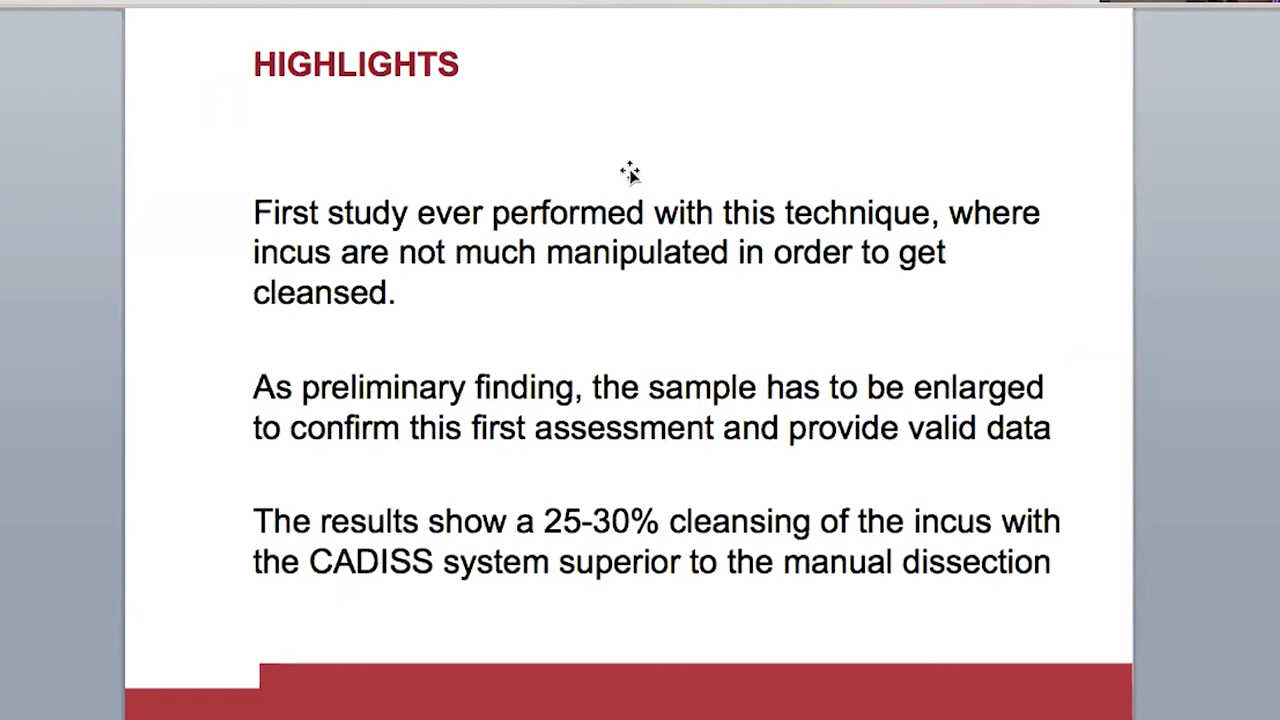 HIGHLIGHTS
First study ever performed with this technique, where
incus are not much manipulated in order to get
cleansed.
As preliminary finding, the sample has to be enlarged
to confirm this first assessment and provide valid data
The results show a 25-30% cleansing of the incus with
the CADISS system superior to the manual dissection